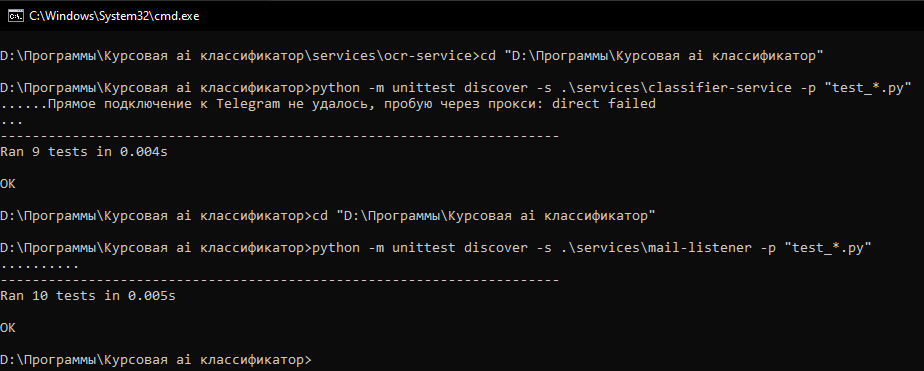 C:\Windows\System32\cmd.exe
D:\Программы\Курсовая ai классификатор\services\ocr-service>cd "D:\Программы\Курсовая ai классификатор"
D:\Программы\Курсовая ai классификатор>python -m unittest discover -s .\services\classifier-service -p "test_*.py"
......Прямое подключение к Telegram не удалось, пробую через прокси: direct failed
...
----------------------------------------------------------------------
Ran 9 tests in 0.004s
OK
D:\Программы\Курсовая ai классификатор>cd "D:\Программы\Курсовая ai классификатор"
D:\Программы\Курсовая ai классификатор>python -m unittest discover -s .\services\mail-listener -p "test_*.py"
..........
----------------------------------------------------------------------
Ran 10 tests in 0.005s
OK
D:\Программы\Курсовая ai классификатор>